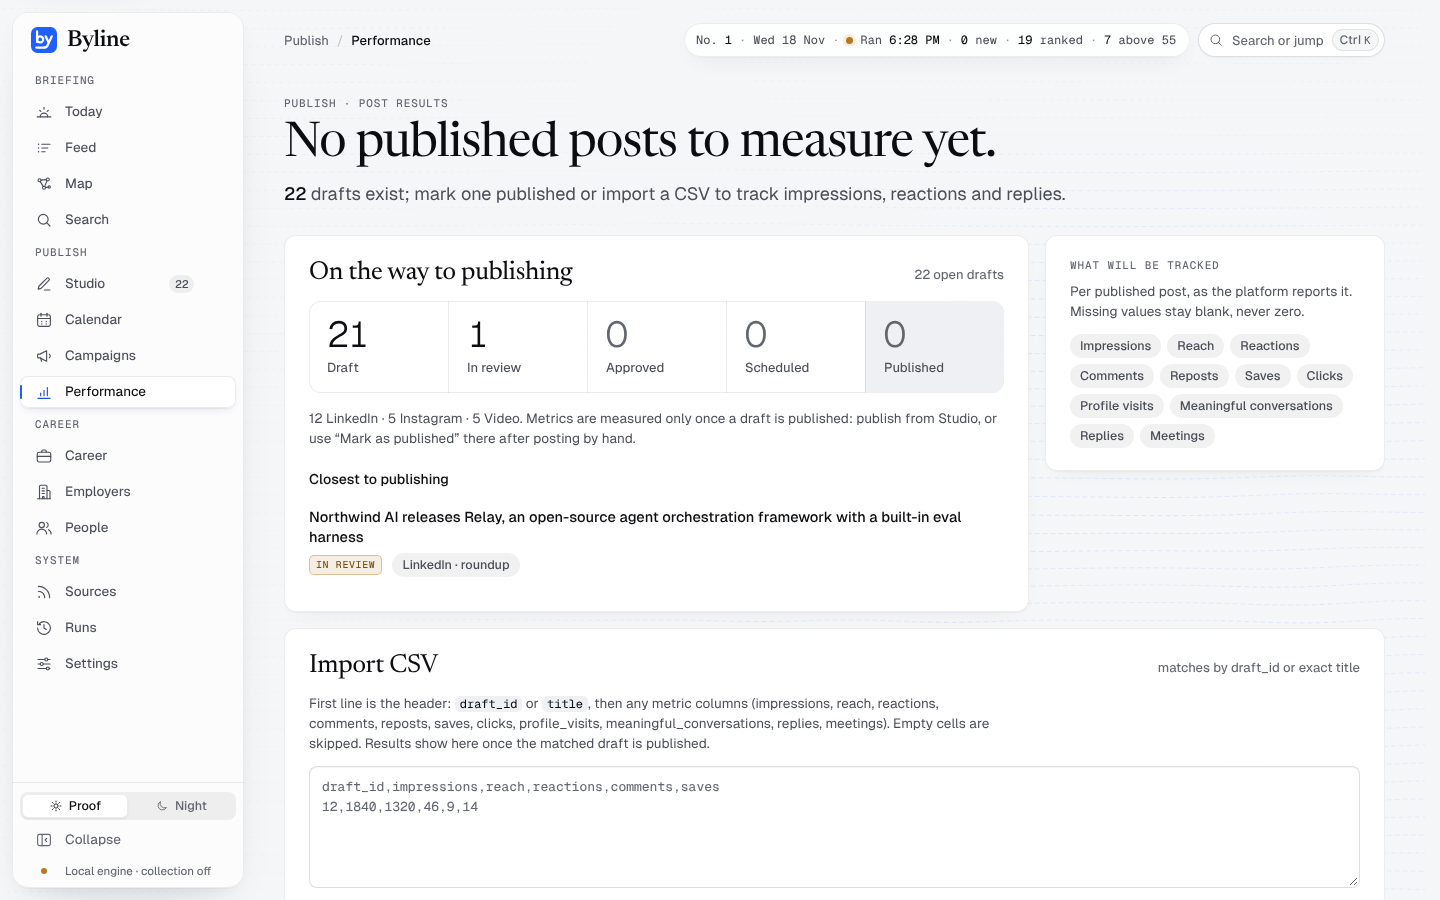 by Byline
BRIEFING
Today
Feed
Map
Search
PUBLISH
Studio 22
Calendar
Campaigns
Performance
CAREER
Career
Employers
People
SYSTEM
Sources
Runs
Settings
Proof Night
Collapse
Local engine · collection off
Publish / Performance
No. 1 · Wed 18 Nov · Ran 6:28 PM · 0 new · 19 ranked · 7 above 55
Search or jump Ctrl K
PUBLISH · POST RESULTS
No published posts to measure yet.
22 drafts exist; mark one published or import a CSV to track impressions, reactions and replies.
On the way to publishing
22 open drafts
21 Draft
1 In review
0 Approved
0 Scheduled
0 Published
12 LinkedIn · 5 Instagram · 5 Video. Metrics are measured only once a draft is published: publish from Studio, or
use “Mark as published” there after posting by hand.
Closest to publishing
Northwind AI releases Relay, an open-source agent orchestration framework with a built-in eval
harness
IN REVIEW LinkedIn · roundup
WHAT WILL BE TRACKED
Per published post, as the platform reports it.
Missing values stay blank, never zero.
Impressions Reach Reactions
Comments Reposts Saves Clicks
Profile visits Meaningful conversations
Replies Meetings
Import CSV
matches by draft_id or exact title
First line is the header: draft_id or title, then any metric columns (impressions, reach, reactions,
comments, reposts, saves, clicks, profile_visits, meaningful_conversations, replies, meetings). Empty cells are
skipped. Results show here once the matched draft is published.
draft_id,impressions,reach,reactions,comments,saves
12,1840,1320,46,9,14